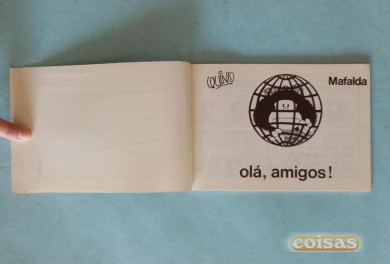 QUINO
Mafalda
olá, amigos!
coisas